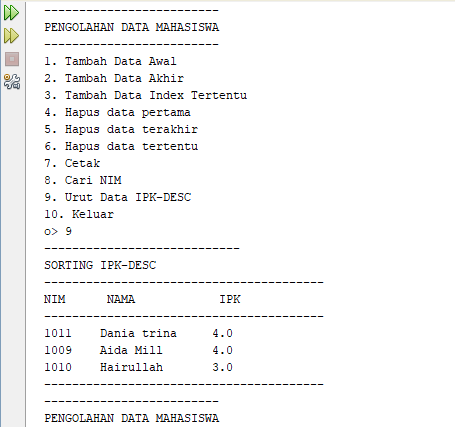 -------------------------
PENGOLAHAN DATA MAHASISWA
-------------------------
1. Tambah Data Awal
2. Tambah Data Akhir
3. Tambah Data Index Tertentu
4. Hapus data pertama
5. Hapus data terakhir
6. Hapus data tertentu
7. Cetak
8. Cari NIM
9. Urut Data IPK-DESC
10. Keluar
o> 9
----------------------------
SORTING IPK-DESC
----------------------------------------
NIM      NAMA            IPK
----------------------------------------
1011    Dania trina     4.0
1009    Aida Mill       4.0
1010    Hairullah       3.0
----------------------------------------
-------------------------
PENGOLAHAN DATA MAHASISWA